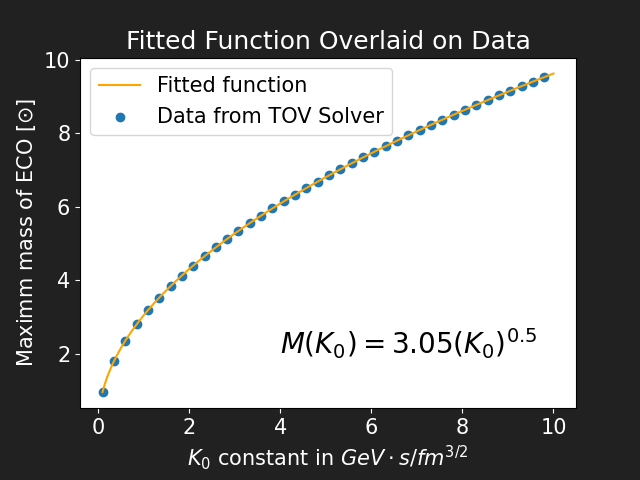 Fitted Function Overlaid on Data
Fitted function
Data from TOV Solver
Maximm mass of ECO [⊙]
10
8
6
4
2
M(K₀) = 3.05(K₀)^0.5
0 2 4 6 8 10
K₀ constant in GeV · s/fm^3/2